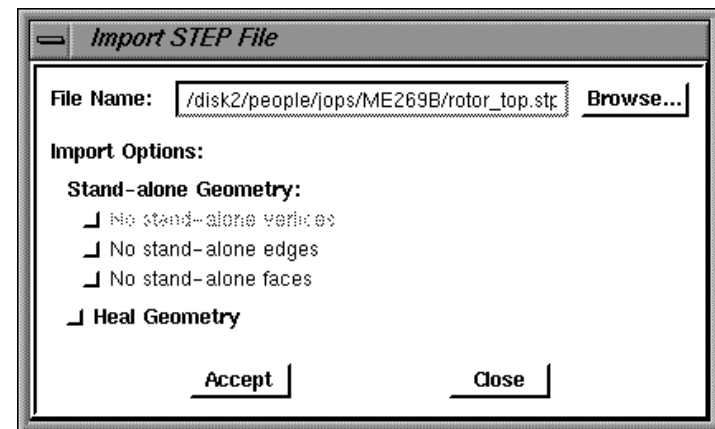 Import STEP File
File Name: /disk2/people/jops/ME269B/rotor_top.stp Browse...
Import Options:
Stand-alone Geometry:
No stand-alone vertices
No stand-alone edges
No stand-alone faces
Heal Geometry
Accept Close